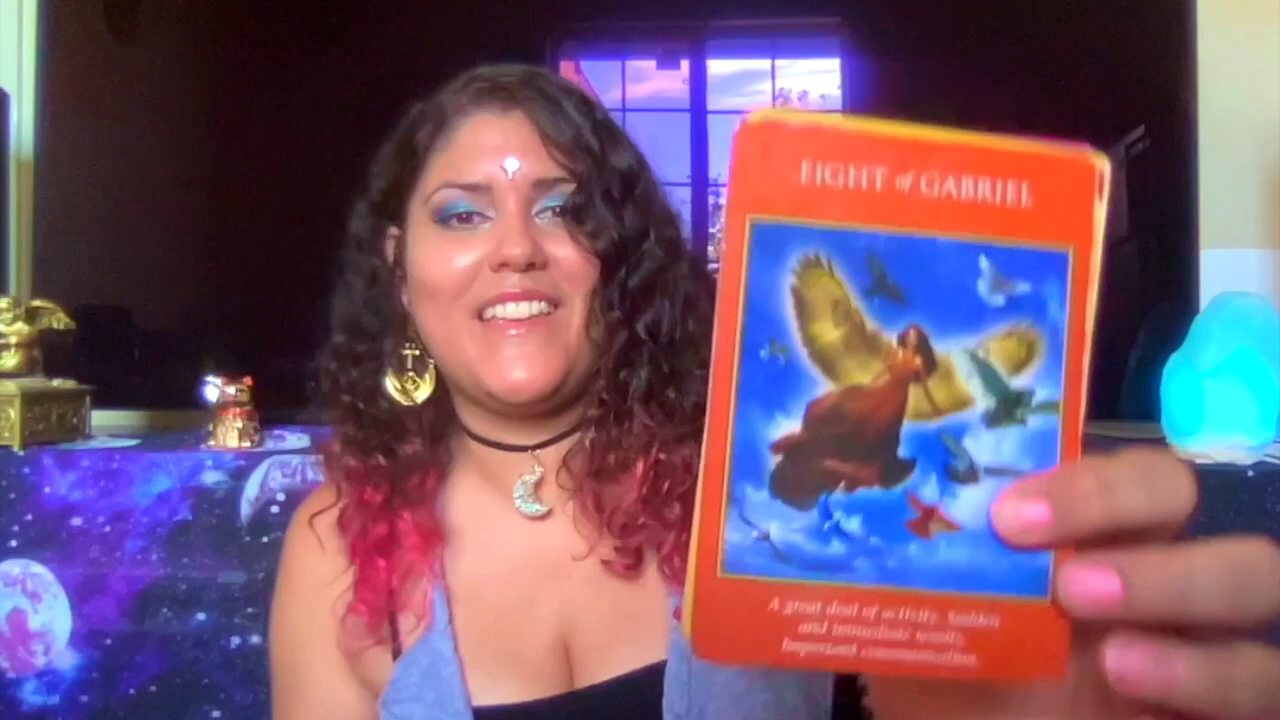 EIGHT of GABRIEL
A great deal of activity. Sudden
and immediate results.
Important communication.